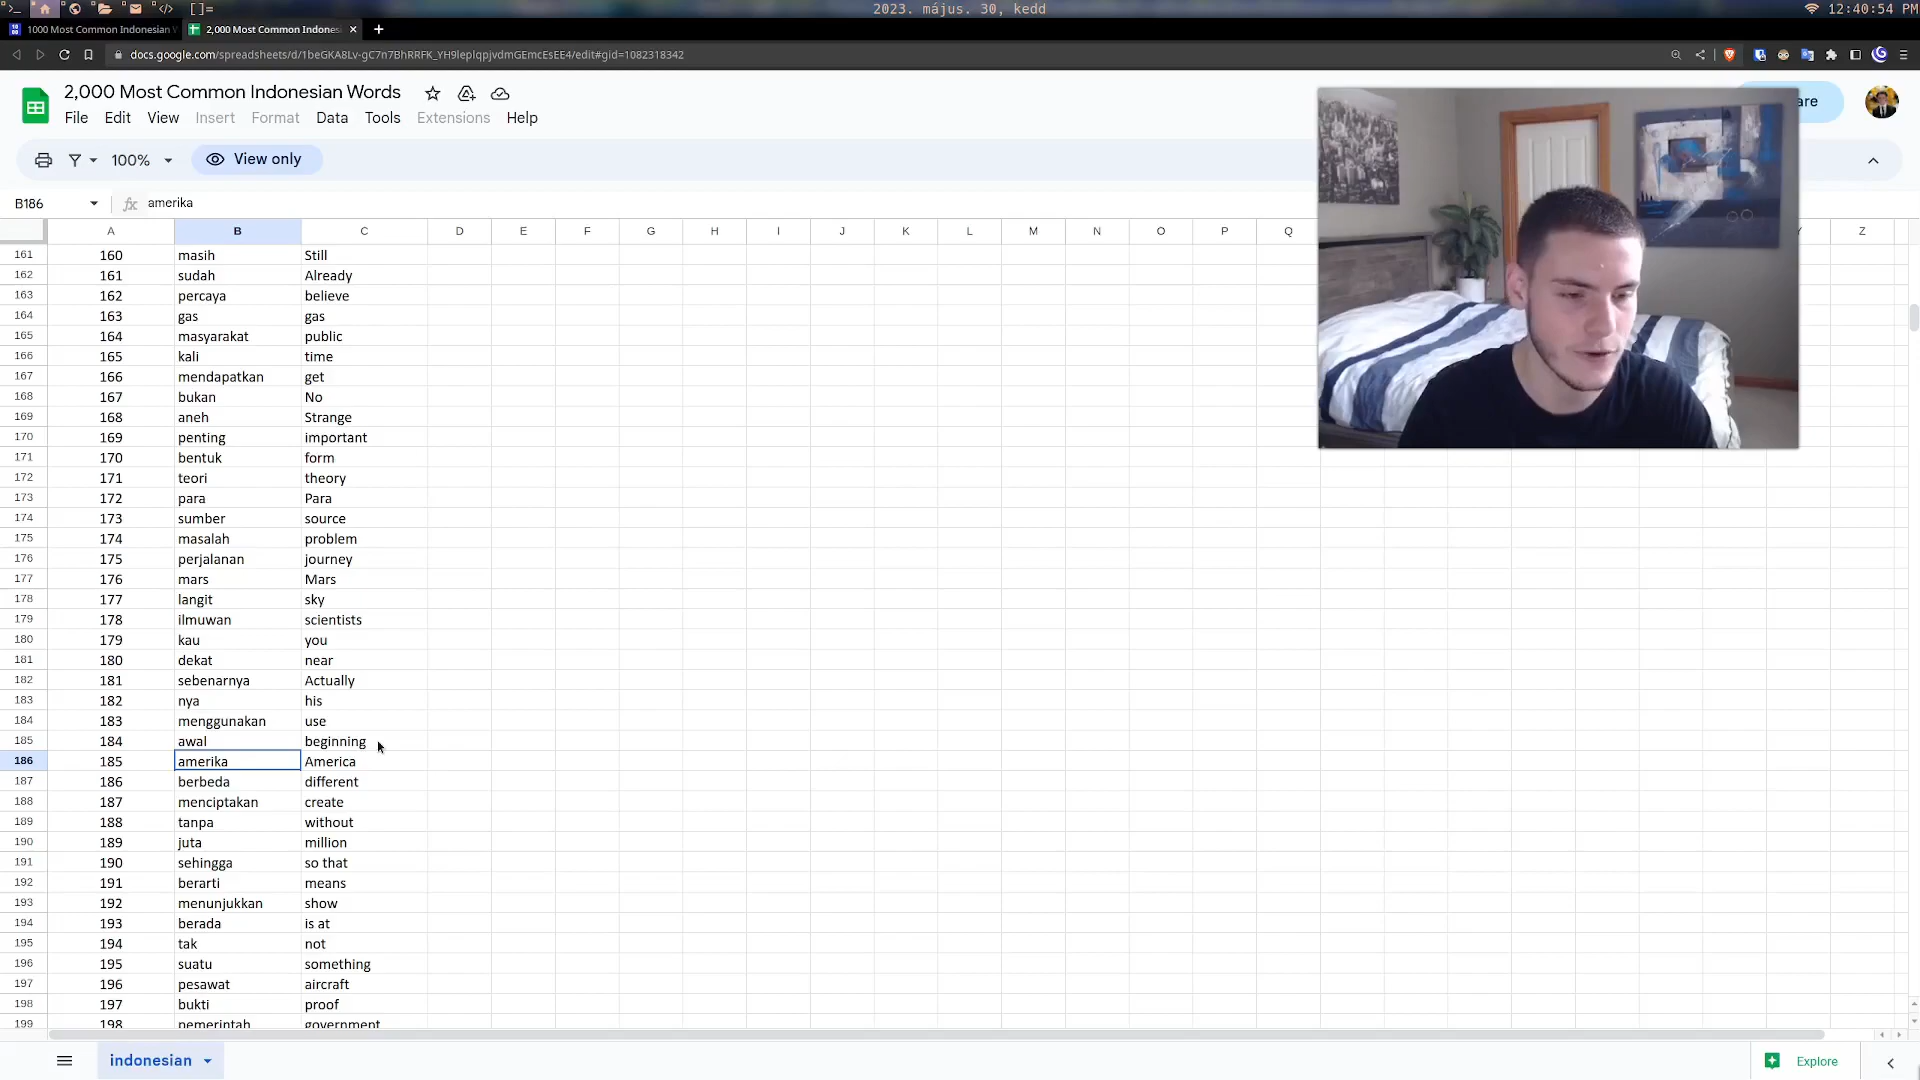 []=
2023. május. 30, kedd
12:40:54 PM
1000 Most Common Indonesian
2,000 Most Common Indones
docs.google.com/spreadsheets/d/1beGKA8Lv-gC7n7BhRRFK_YH9lepIqpjvdmGEmcEsEE4/edit#gid=1082318342
2,000 Most Common Indonesian Words
File Edit View Insert Format Data Tools Extensions Help
are
100% View only
B186 fx amerika
A B C D E F G H I J K L M N O P Q Z
161 160 masih Still
162 161 sudah Already
163 162 percaya believe
164 163 gas gas
165 164 masyarakat public
166 165 kali time
167 166 mendapatkan get
168 167 bukan No
169 168 aneh Strange
170 169 penting important
171 170 bentuk form
172 171 teori theory
173 172 para Para
174 173 sumber source
175 174 masalah problem
176 175 perjalanan journey
177 176 mars Mars
178 177 langit sky
179 178 ilmuwan scientists
180 179 kau you
181 180 dekat near
182 181 sebenarnya Actually
183 182 nya his
184 183 menggunakan use
185 184 awal beginning
186 185 amerika America
187 186 berbeda different
188 187 menciptakan create
189 188 tanpa without
190 189 juta million
191 190 sehingga so that
192 191 berarti means
193 192 menunjukkan show
194 193 berada is at
195 194 tak not
196 195 suatu something
197 196 pesawat aircraft
198 197 bukti proof
199 198 pemerintah government
indonesian
Explore